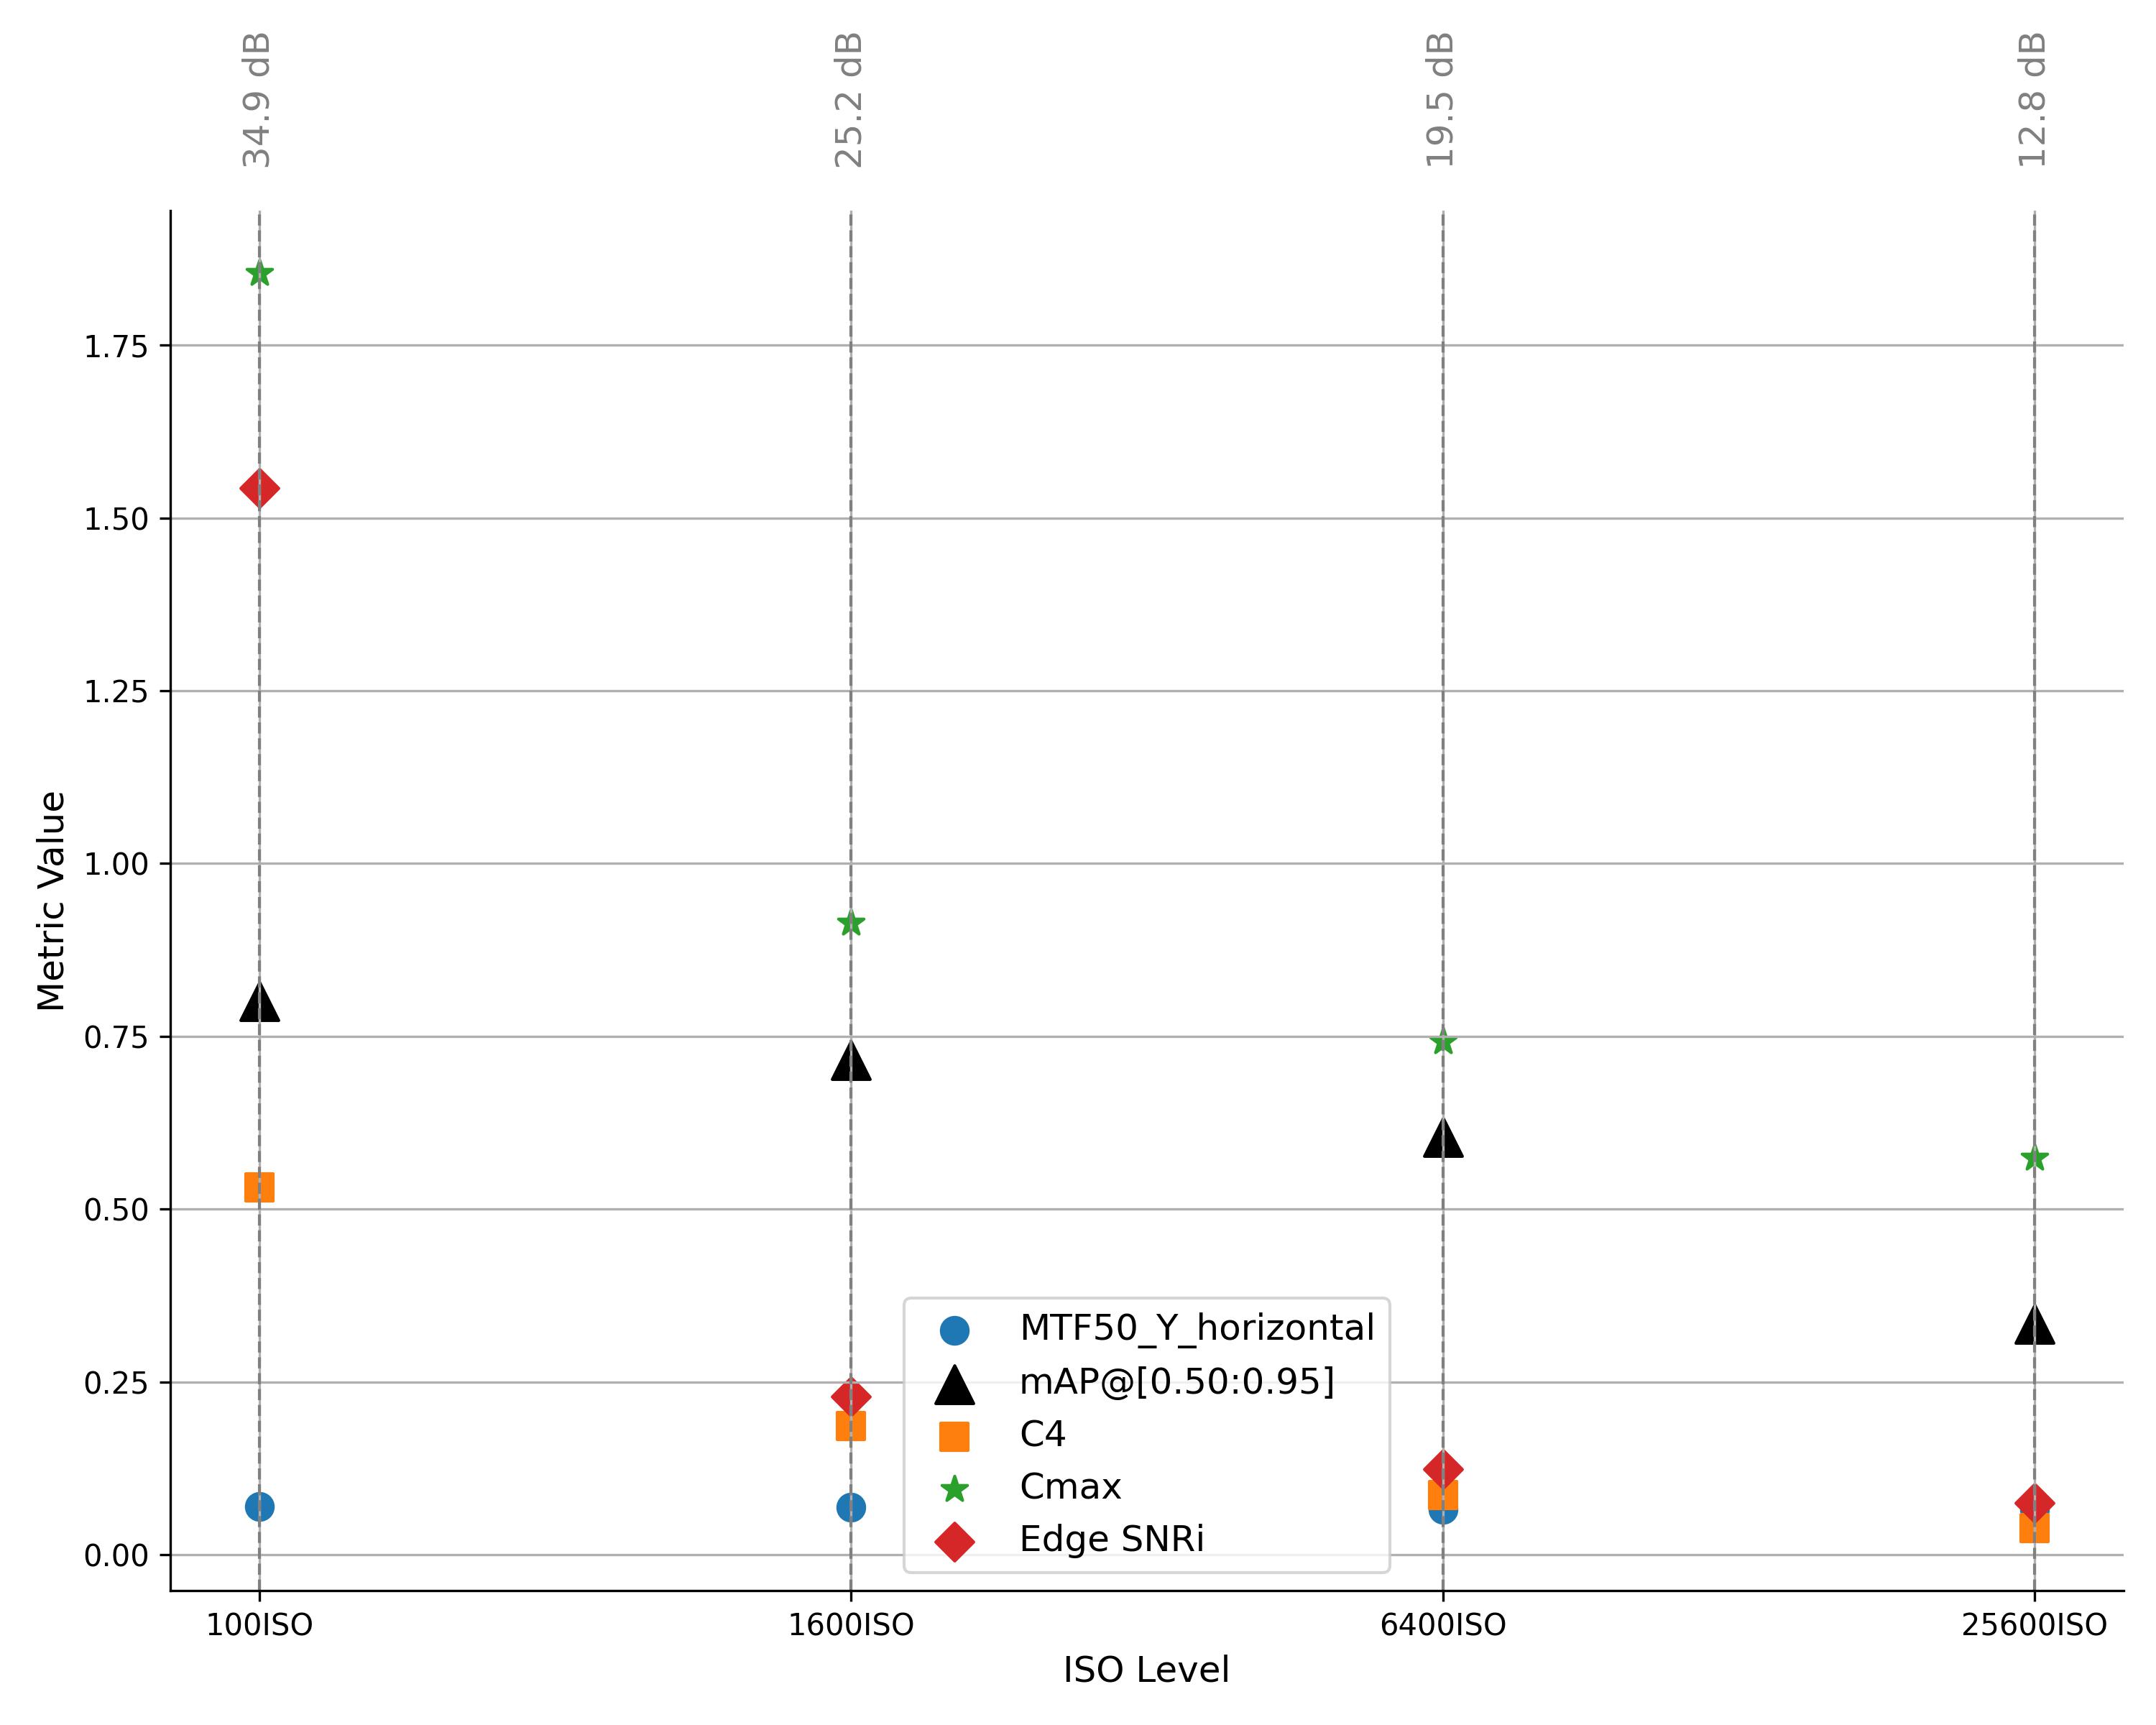 34.9 dB
25.2 dB
19.5 dB
12.8 dB
Metric Value
1.75
1.50
1.25
1.00
0.75
0.50
0.25
0.00
MTF50_Y_horizontal
mAP@[0.50:0.95]
C4
Cmax
Edge SNRi
100ISO
1600ISO
6400ISO
25600ISO
ISO Level